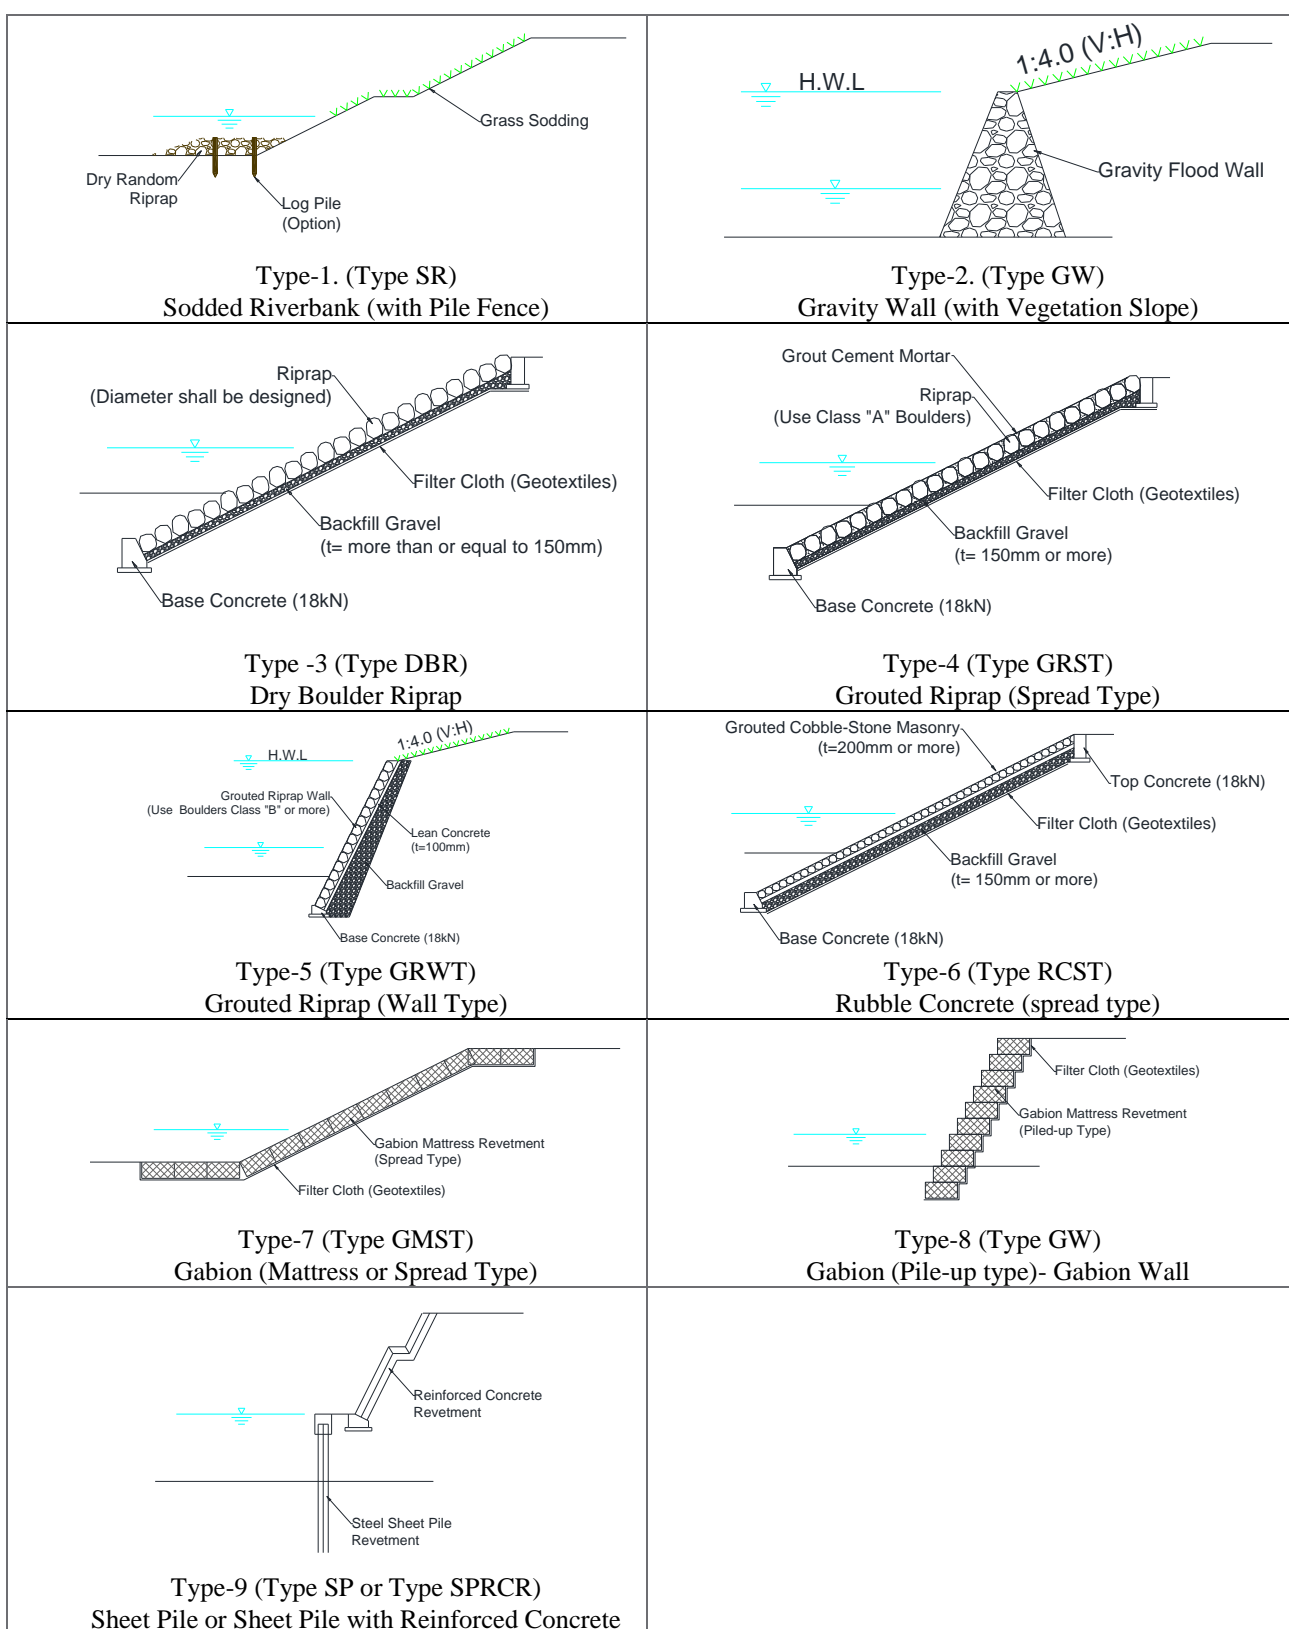 Grass Sodding
Dry Random
Riprap
Log Pile
(Option)
Type-1. (Type SR)
Sodded Riverbank (with Pile Fence)
1:4.0 (V:H)
H.W.L
Gravity Flood Wall
Type-2. (Type GW)
Gravity Wall (with Vegetation Slope)
Riprap
(Diameter shall be designed)
Filter Cloth (Geotextiles)
Backfill Gravel
(t= more than or equal to 150mm)
Base Concrete (18kN)
Type -3 (Type DBR)
Dry Boulder Riprap
Grout Cement Mortar
Riprap
(Use Class "A" Boulders)
Filter Cloth (Geotextiles)
Backfill Gravel
(t= 150mm or more)
Base Concrete (18kN)
Type-4 (Type GRST)
Grouted Riprap (Spread Type)
1:4.0 (V:H)
H.W.L
Grouted Riprap Wall
(Use Boulders Class "B" or more)
Lean Concrete
(t=100mm)
Backfill Gravel
Base Concrete (18kN)
Type-5 (Type GRWT)
Grouted Riprap (Wall Type)
Grouted Cobble-Stone Masonry
(t=200mm or more)
Top Concrete (18kN)
Filter Cloth (Geotextiles)
Backfill Gravel
(t= 150mm or more)
Base Concrete (18kN)
Type-6 (Type RCST)
Rubble Concrete (spread type)
Gabion Mattress Revetment
(Spread Type)
Filter Cloth (Geotextiles)
Type-7 (Type GMST)
Gabion (Mattress or Spread Type)
Filter Cloth (Geotextiles)
Gabion Mattress Revetment
(Piled-up Type)
Type-8 (Type GW)
Gabion (Pile-up type)- Gabion Wall
Reinforced Concrete
Revetment
Steel Sheet Pile
Revetment
Type-9 (Type SP or Type SPRCR)
Sheet Pile or Sheet Pile with Reinforced Concrete